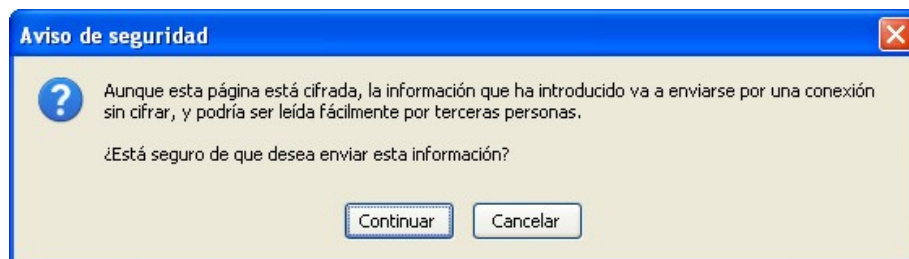 Aviso de seguridad
Aunque esta página está cifrada, la información que ha introducido va a enviarse por una conexión
sin cifrar, y podría ser leída fácilmente por terceras personas.
¿Está seguro de que desea enviar esta información?
Continuar
Cancelar